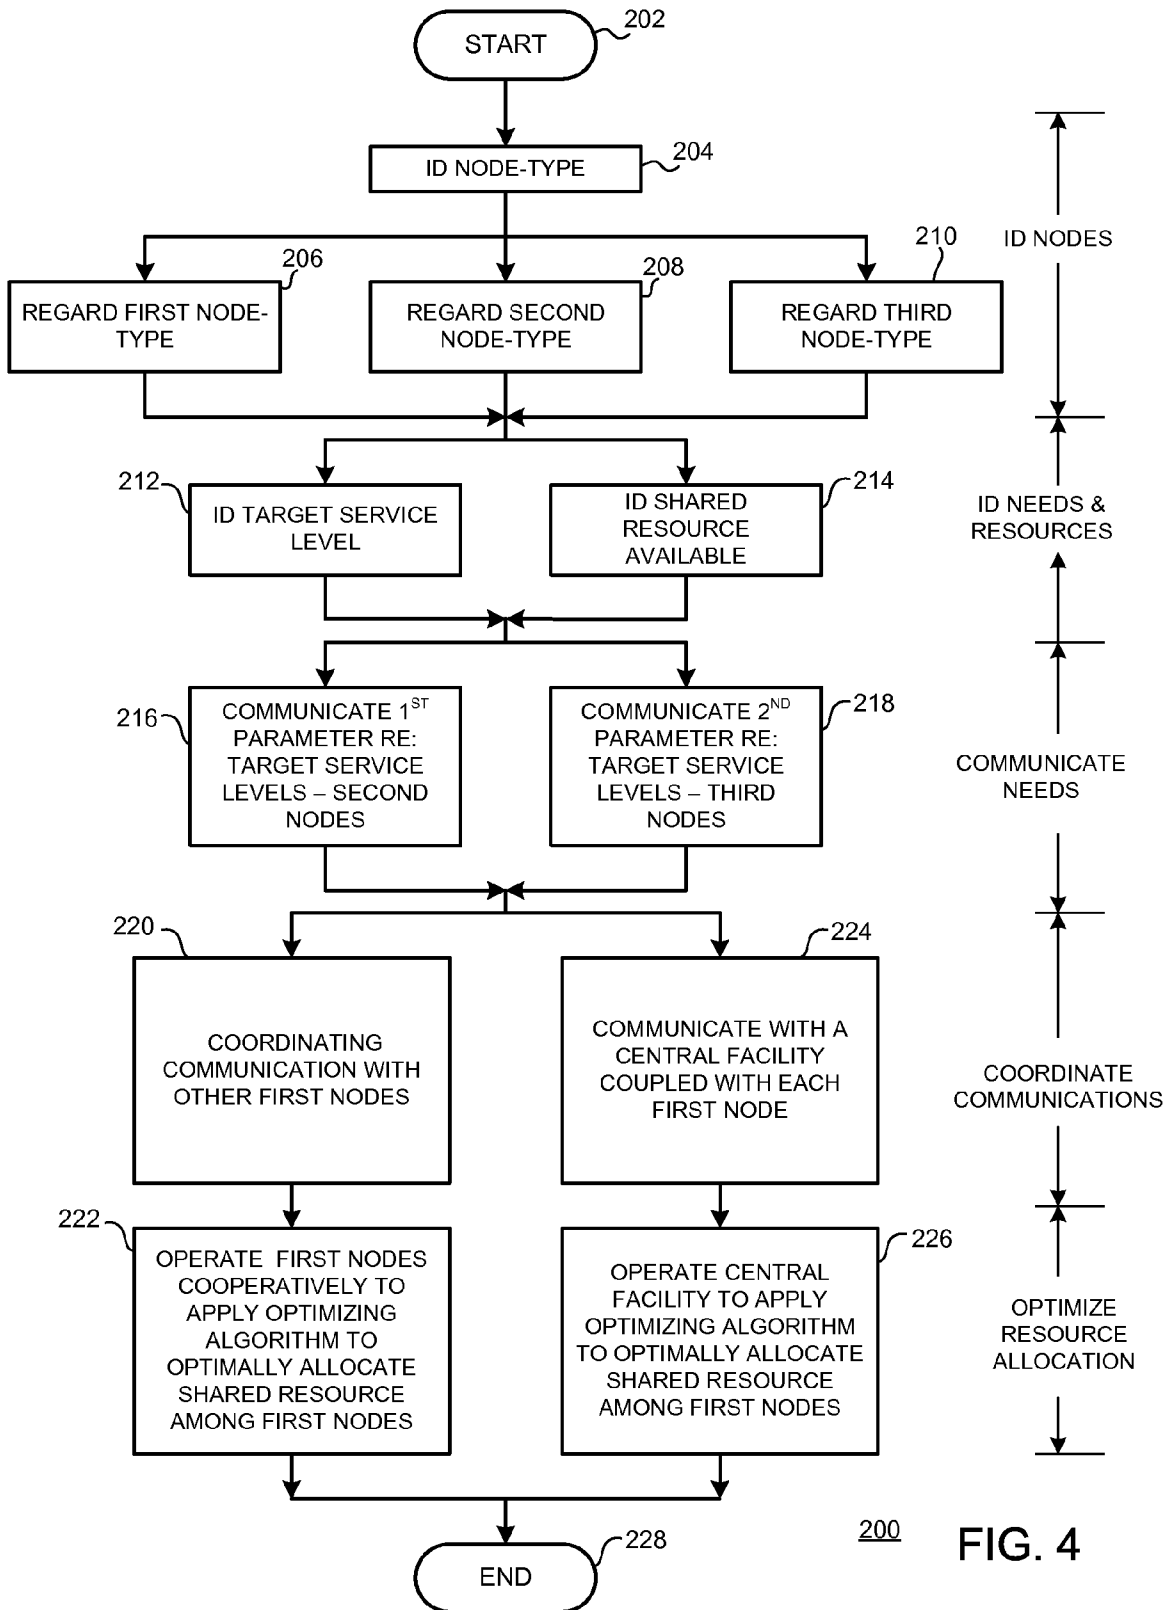 START
202
ID NODE-TYPE
204
ID NODES
206
208
210
REGARD FIRST NODE-
TYPE
REGARD SECOND
NODE-TYPE
REGARD THIRD
NODE-TYPE
212
214
ID TARGET SERVICE
LEVEL
ID SHARED
RESOURCE
AVAILABLE
ID NEEDS &
RESOURCES
216
COMMUNICATE 1ST
PARAMETER RE:
TARGET SERVICE
LEVELS – SECOND
NODES
COMMUNICATE 2ND
PARAMETER RE:
TARGET SERVICE
LEVELS – THIRD
NODES
218
COMMUNICATE
NEEDS
220
224
COORDINATING
COMMUNICATION WITH
OTHER FIRST NODES
COMMUNICATE WITH A
CENTRAL FACILITY
COUPLED WITH EACH
FIRST NODE
COORDINATE
COMMUNICATIONS
222
226
OPERATE FIRST NODES
COOPERATIVELY TO
APPLY OPTIMIZING
ALGORITHM TO
OPTIMALLY ALLOCATE
SHARED RESOURCE
AMONG FIRST NODES
OPERATE CENTRAL
FACILITY TO APPLY
OPTIMIZING ALGORITHM
TO OPTIMALLY ALLOCATE
SHARED RESOURCE
AMONG FIRST NODES
OPTIMIZE
RESOURCE
ALLOCATION
END
228
200
FIG. 4